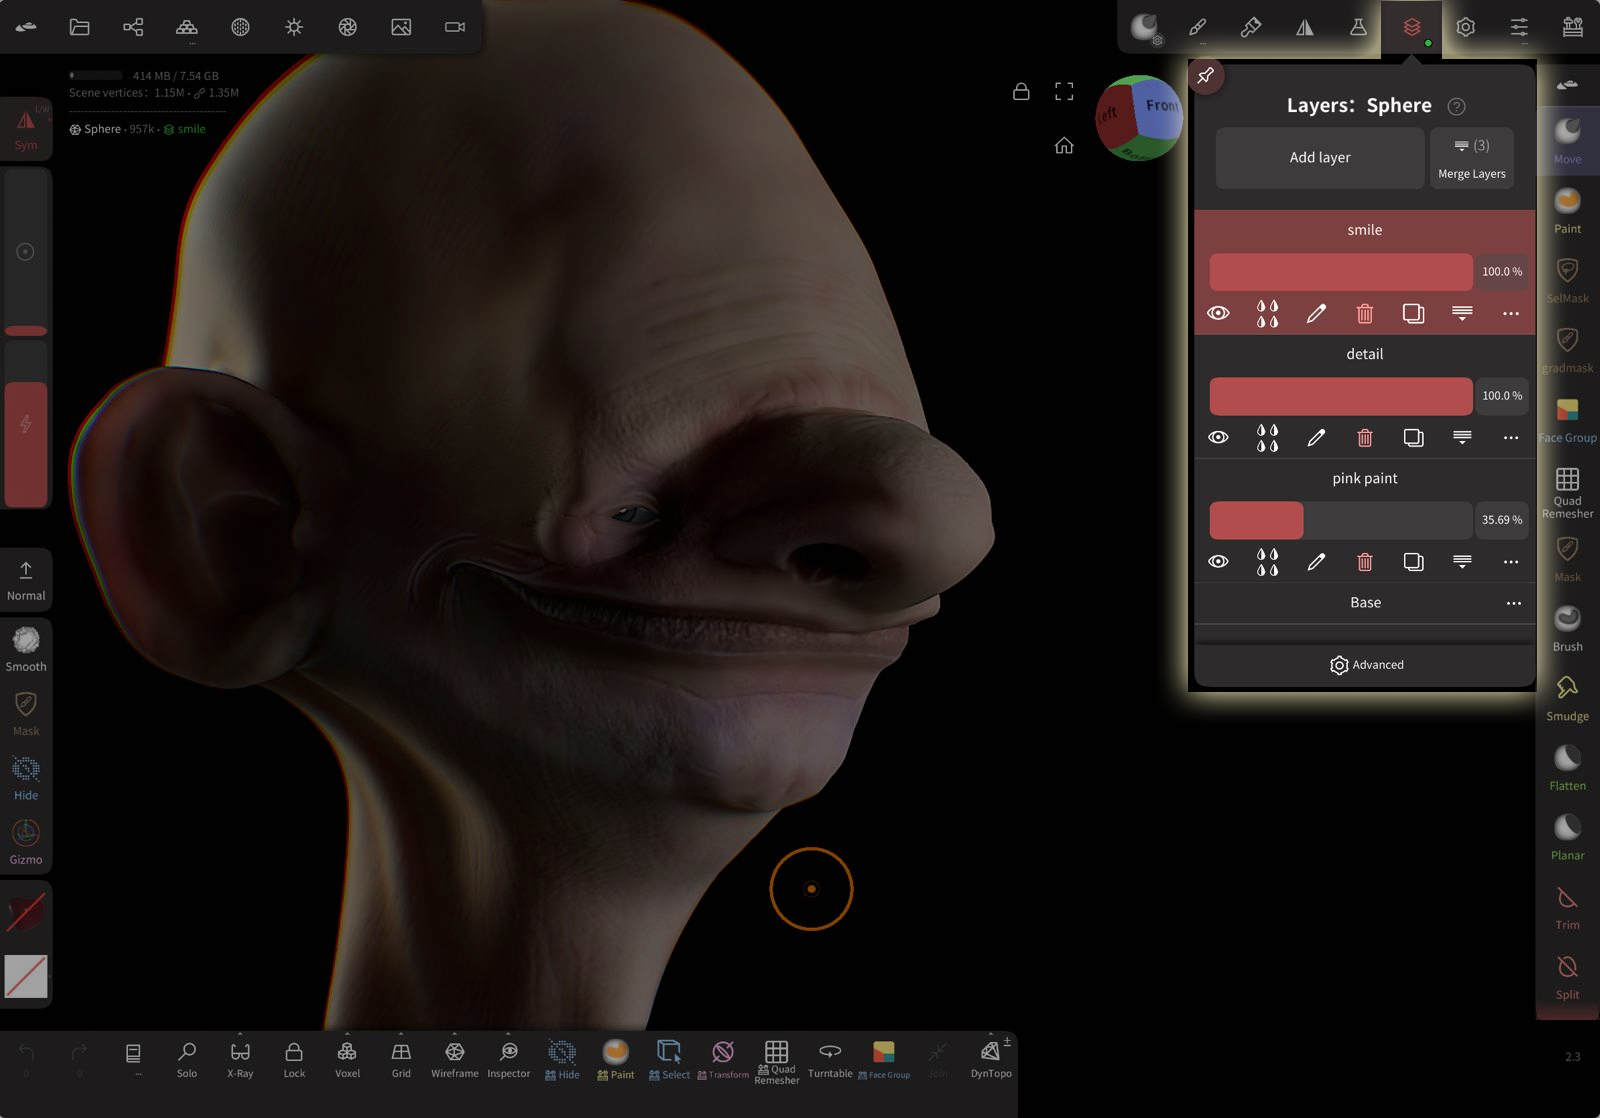 414 MB / 7.54 GB
Scene vertices: 1.15M • 1.35M
Sphere • 957k • smile
L/W
Sym
Normal
Smooth
Mask
Hide
Gizmo
Left
Front
Layers: Sphere
?
Add layer
(3)
Merge Layers
smile
100.0 %
detail
100.0 %
pink paint
35.69 %
Base
Advanced
Move
Paint
SelMask
gradmask
Face Group
Quad
Remesher
Mask
Brush
Smudge
Flatten
Planar
Trim
Split
2.3
0
0
...
Solo
X-Ray
Lock
Voxel
Grid
Wireframe
Inspector
Hide
Paint
Select
Transform
Quad
Remesher
Turntable
Face Group
Join
DynTopo